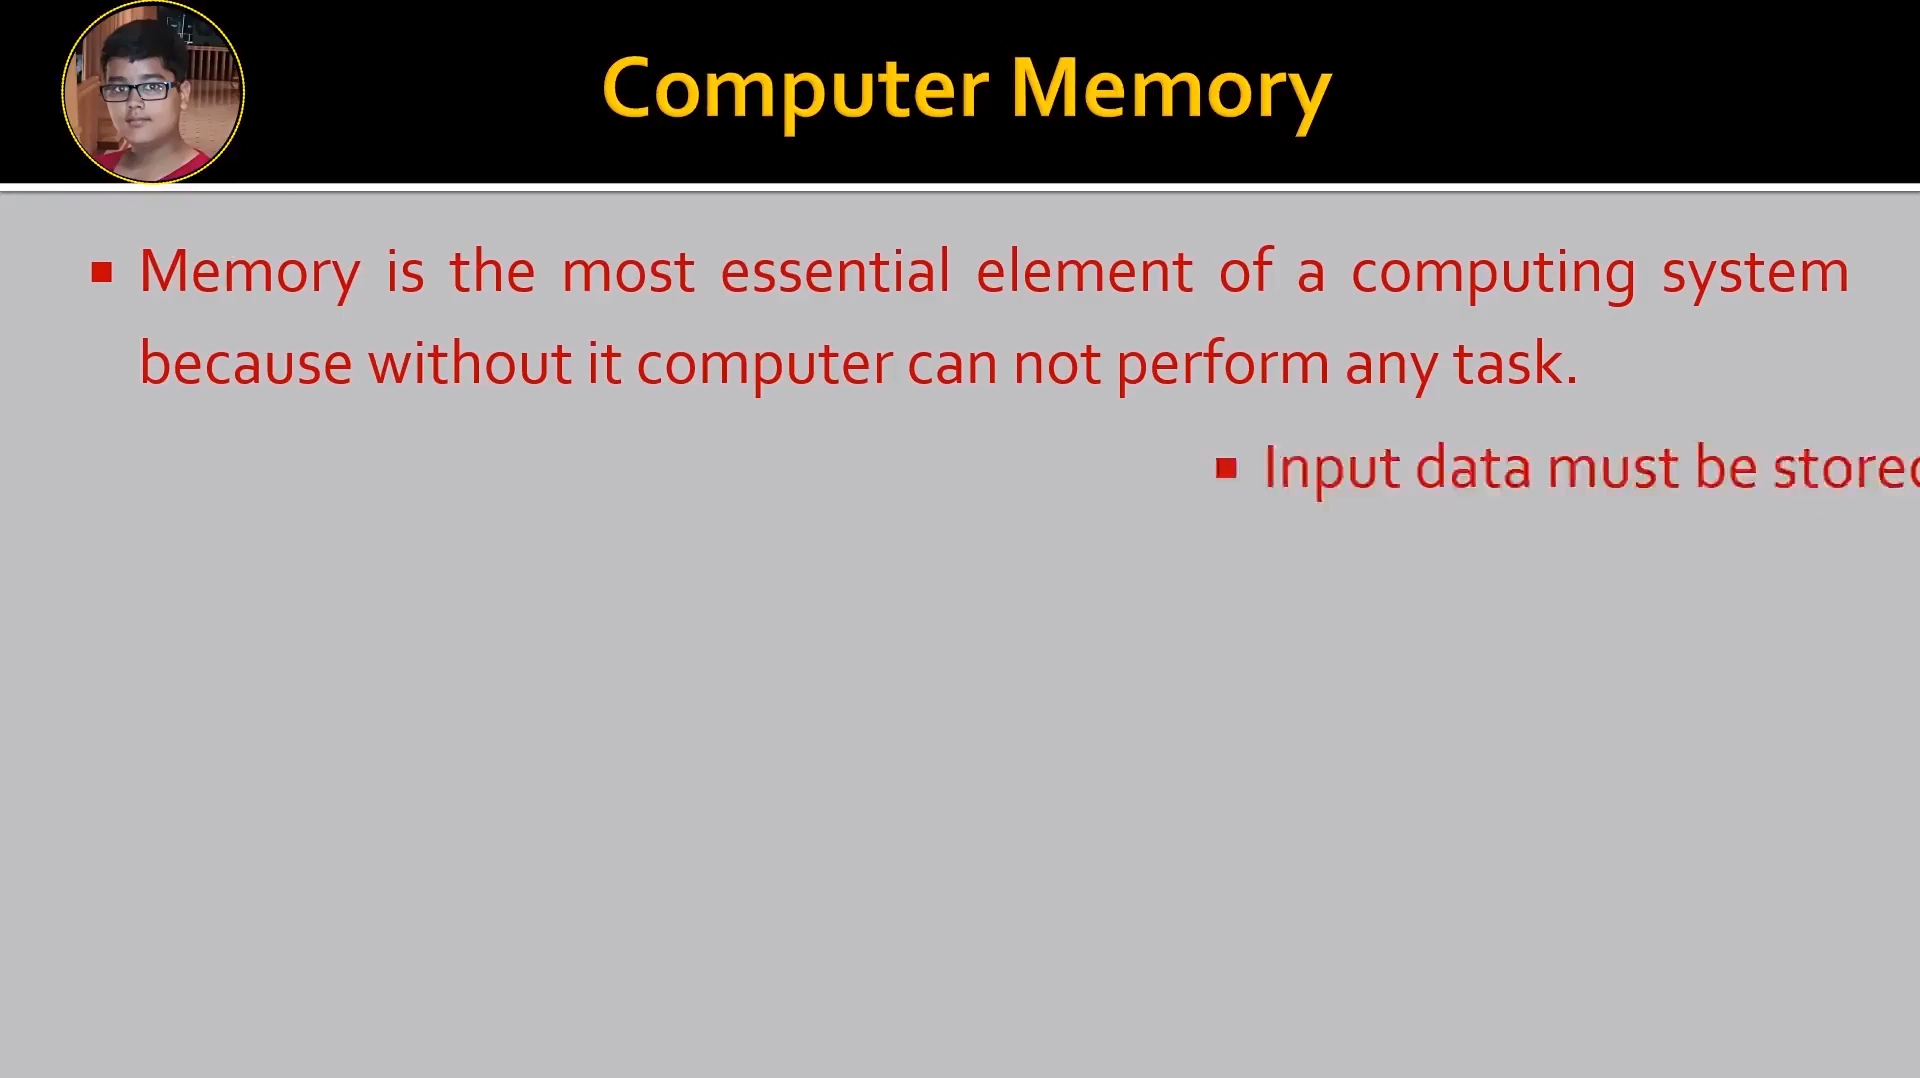 Computer Memory
Memory is the most essential element of a computing system
because without it computer can not perform any task.
Input data must be stored